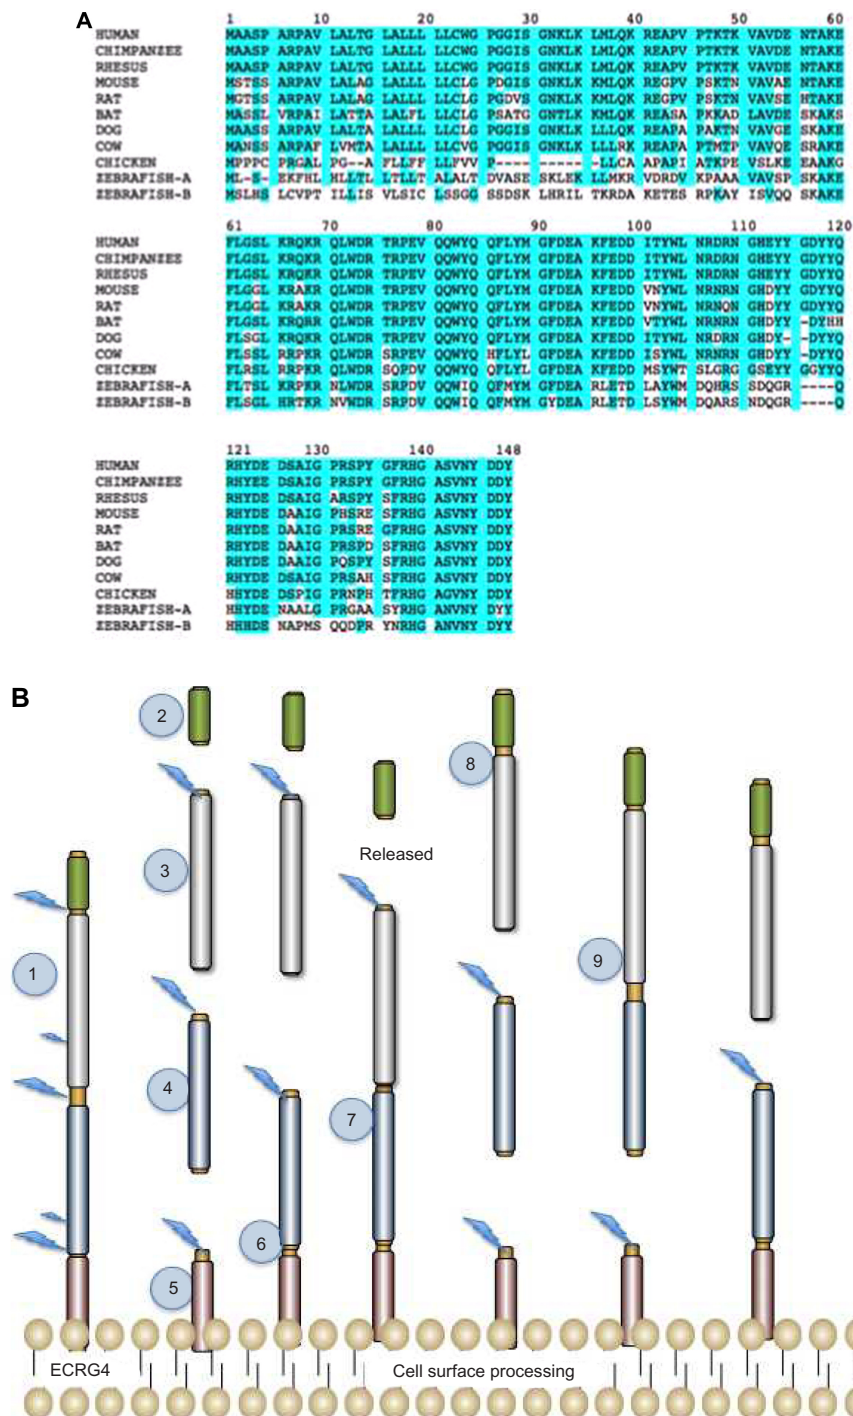 A
1 10 20 30 40 50 60
HUMAN MAASP ARPAV LALTG LALLL LLCWG PGGIS GNKLK LMLQK REAPV PTKTK VAVDE NTAKE
CHIMPANZEE MAASP ARPAV LALTG LALLL LLCWG PGGIS GNKLK LMLQK REAPV PTKTK VAVDE NTAKE
RHESUS MAASP ARPAV LALTG LALLL LLCWG PGGIS GNKLK LMLQK REAPV PTKTK VAVDE NTAKE
MOUSE MSTSS ARPAV LALAG LALLL LLCLG PDGIS GNKLK KMLQK REGPV PSKTN VAVAE NTAKE
RAT MGTSS ARPAV LALAG LALLL LLCLG PGDVS GNKLK KMLQK REGPV PSKTN VAVSE HTAKE
BAT MASSL VRPAI LATTA LALFL LLCLG PSATG GNTLK LMLQK REASA PKKAD LAVDE SKAKS
DOG MAASS ARPAV LALTA LALLL LLCVG PGGIS GNKLK LLLQK REAPA PAKTN VAVGE SKAKE
COW MANSS ARPAF LVMTA LALLL LLCVG PGGIS GNKLK LLLRK REAPA PTMTP VAVQE SRAKE
CHICKEN MPPPC PRGAL PG--A FLLFF LLFVV P---- ----- -LLCA APAPI ATKPE VSLKE EAAKG
ZEBRAFISH-A ML-S- EKFHL MLLTL LTLLT ALALT DVASE SKLEK LLMKR VDRDV KPAAA VAVSP SKAKE
ZEBRAFISH-B MSLHS LCVPT ILLIS VLSIC LSSGG SSDSK LHRIL TKRDA KETES RPKAY ISVQQ SKAKE
61 70 80 90 100 110 120
HUMAN FLGSL KRQKR QLWDR TRPEV QQWYQ QFLYM GFDEA KFEDD ITYWL NRDRN GHEYY GDYYQ
CHIMPANZEE FLGSL KRQKR QLWDR TRPEV QQWYQ QFLYM GFDEA KFEDD ITYWL NRDRN GHEYY GDYYQ
RHESUS FLGSL KRQKR QLWDR TRPEV QQWYQ QFLYM GFDEA KFEDD ITYWL NRDRN GHEYY GDYYQ
MOUSE FLGGL KRAKR QLWDR TRPEV QQWYQ QFLYM GFDEA KFEDD VNYWL NRNRN GHDYY GDYYQ
RAT FLGGL KRAKR QLWDR TRPEV QQWYQ QFLYM GFDEA KFEDD VNYWL NRNQN GHDYY GDYYQ
BAT FLGSL KRQRR QLWDR TRPEV QQWYQ QFLYM GFDEA KFEDD VTYWL NRNRN GHDYY -DYHH
DOG FLSGL KRQKR QLWDR TRPEV QQWYQ QFLYM GFDEA KFEDD ITYWL NRDRN GHDY- -DYYQ
COW FLSSL RRPKR QLWDR SRPEV QQWYQ HFLYL GFDEA KFEDD ISYWL NRNRN GHDYY -DYYQ
CHICKEN FLRSL RRPKR QLWDR SQPDV QQWYQ QFLYL GFDEA KFEDD MSYWT SLGRG GSEYY GGYYQ
ZEBRAFISH-A FLTSL KRPKR NLWDR SRPDV QQWIQ QFMYM GFDEA RLETD LAYWM DQHRS SDQGR ----Q
ZEBRAFISH-B FLSGL HRTKR NVWDR SRPDV QQWIQ QFMYM GYDEA RLETD LSYWM DQARS NDQGR ----Q
121 130 140 148
HUMAN RHYDE DSAIG PRSPY GFRHG ASVNY DDY
CHIMPANZEE RHYEE DSAIG PRSPY GFRHG ASVNY DDY
RHESUS RHYDE DSAIG ARSPY SFRHG ASVNY DDY
MOUSE RHYDE DAAIG PHSRE SFRHG ASVNY DDY
RAT RHYDE DAAIG PRSRE GFRHG ASVNY DDY
BAT RHYDE DAAIG PRSPD SFRHG ASVNY DDY
DOG RHYDE DAAIG PQSPY SFRHG ASVNY DDY
COW RHYDE DSAIG PRSAH SFRHG ASVNY DDY
CHICKEN HHYDE DSPIG PRNPH TFRHG AGVNY DDY
ZEBRAFISH-A HHYDE NAALG PRGAA SYRHG ANVNY DYY
ZEBRAFISH-B HHHDE NAPMS QQDPR YNRHG ANVNY DYY
B
2
8
Released
3
1
9
4
7
6
5
ECRG4 Cell surface processing